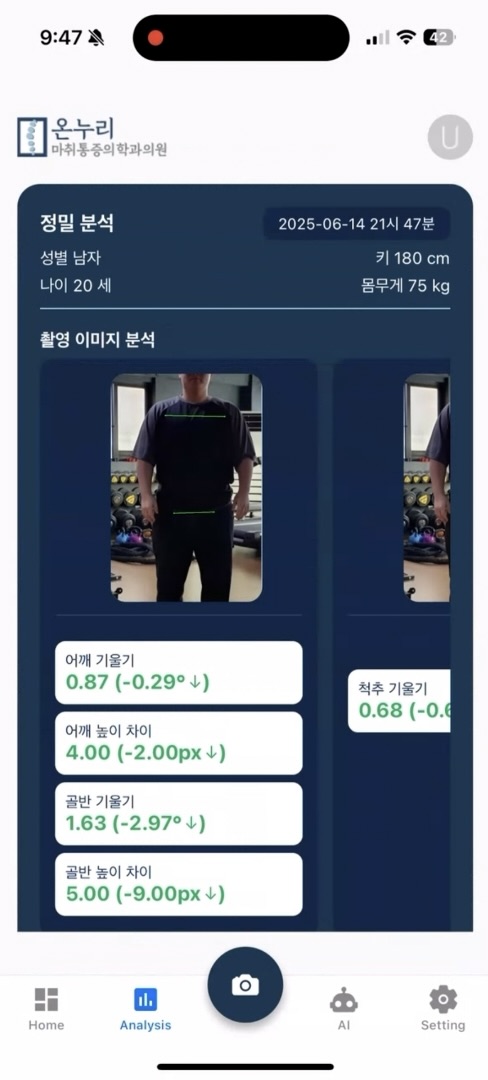 9:47
42
온누리
마취통증의학과의원
U
정밀 분석
2025-06-14 21시 47분
성별 남자
키 180 cm
나이 20 세
몸무게 75 kg
촬영 이미지 분석
어깨 기울기
0.87 (-0.29° ↓)
어깨 높이 차이
4.00 (-2.00px ↓)
골반 기울기
1.63 (-2.97° ↓)
골반 높이 차이
5.00 (-9.00px ↓)
척추 기울기
0.68 (-0.6
Home
Analysis
AI
Setting